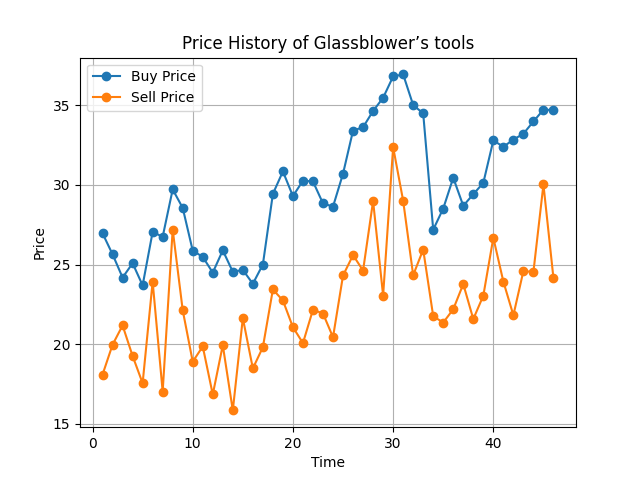 Price History of Glassblower’s tools
Buy Price
Sell Price
35
30
25
20
15
Price
0 10 20 30 40
Time